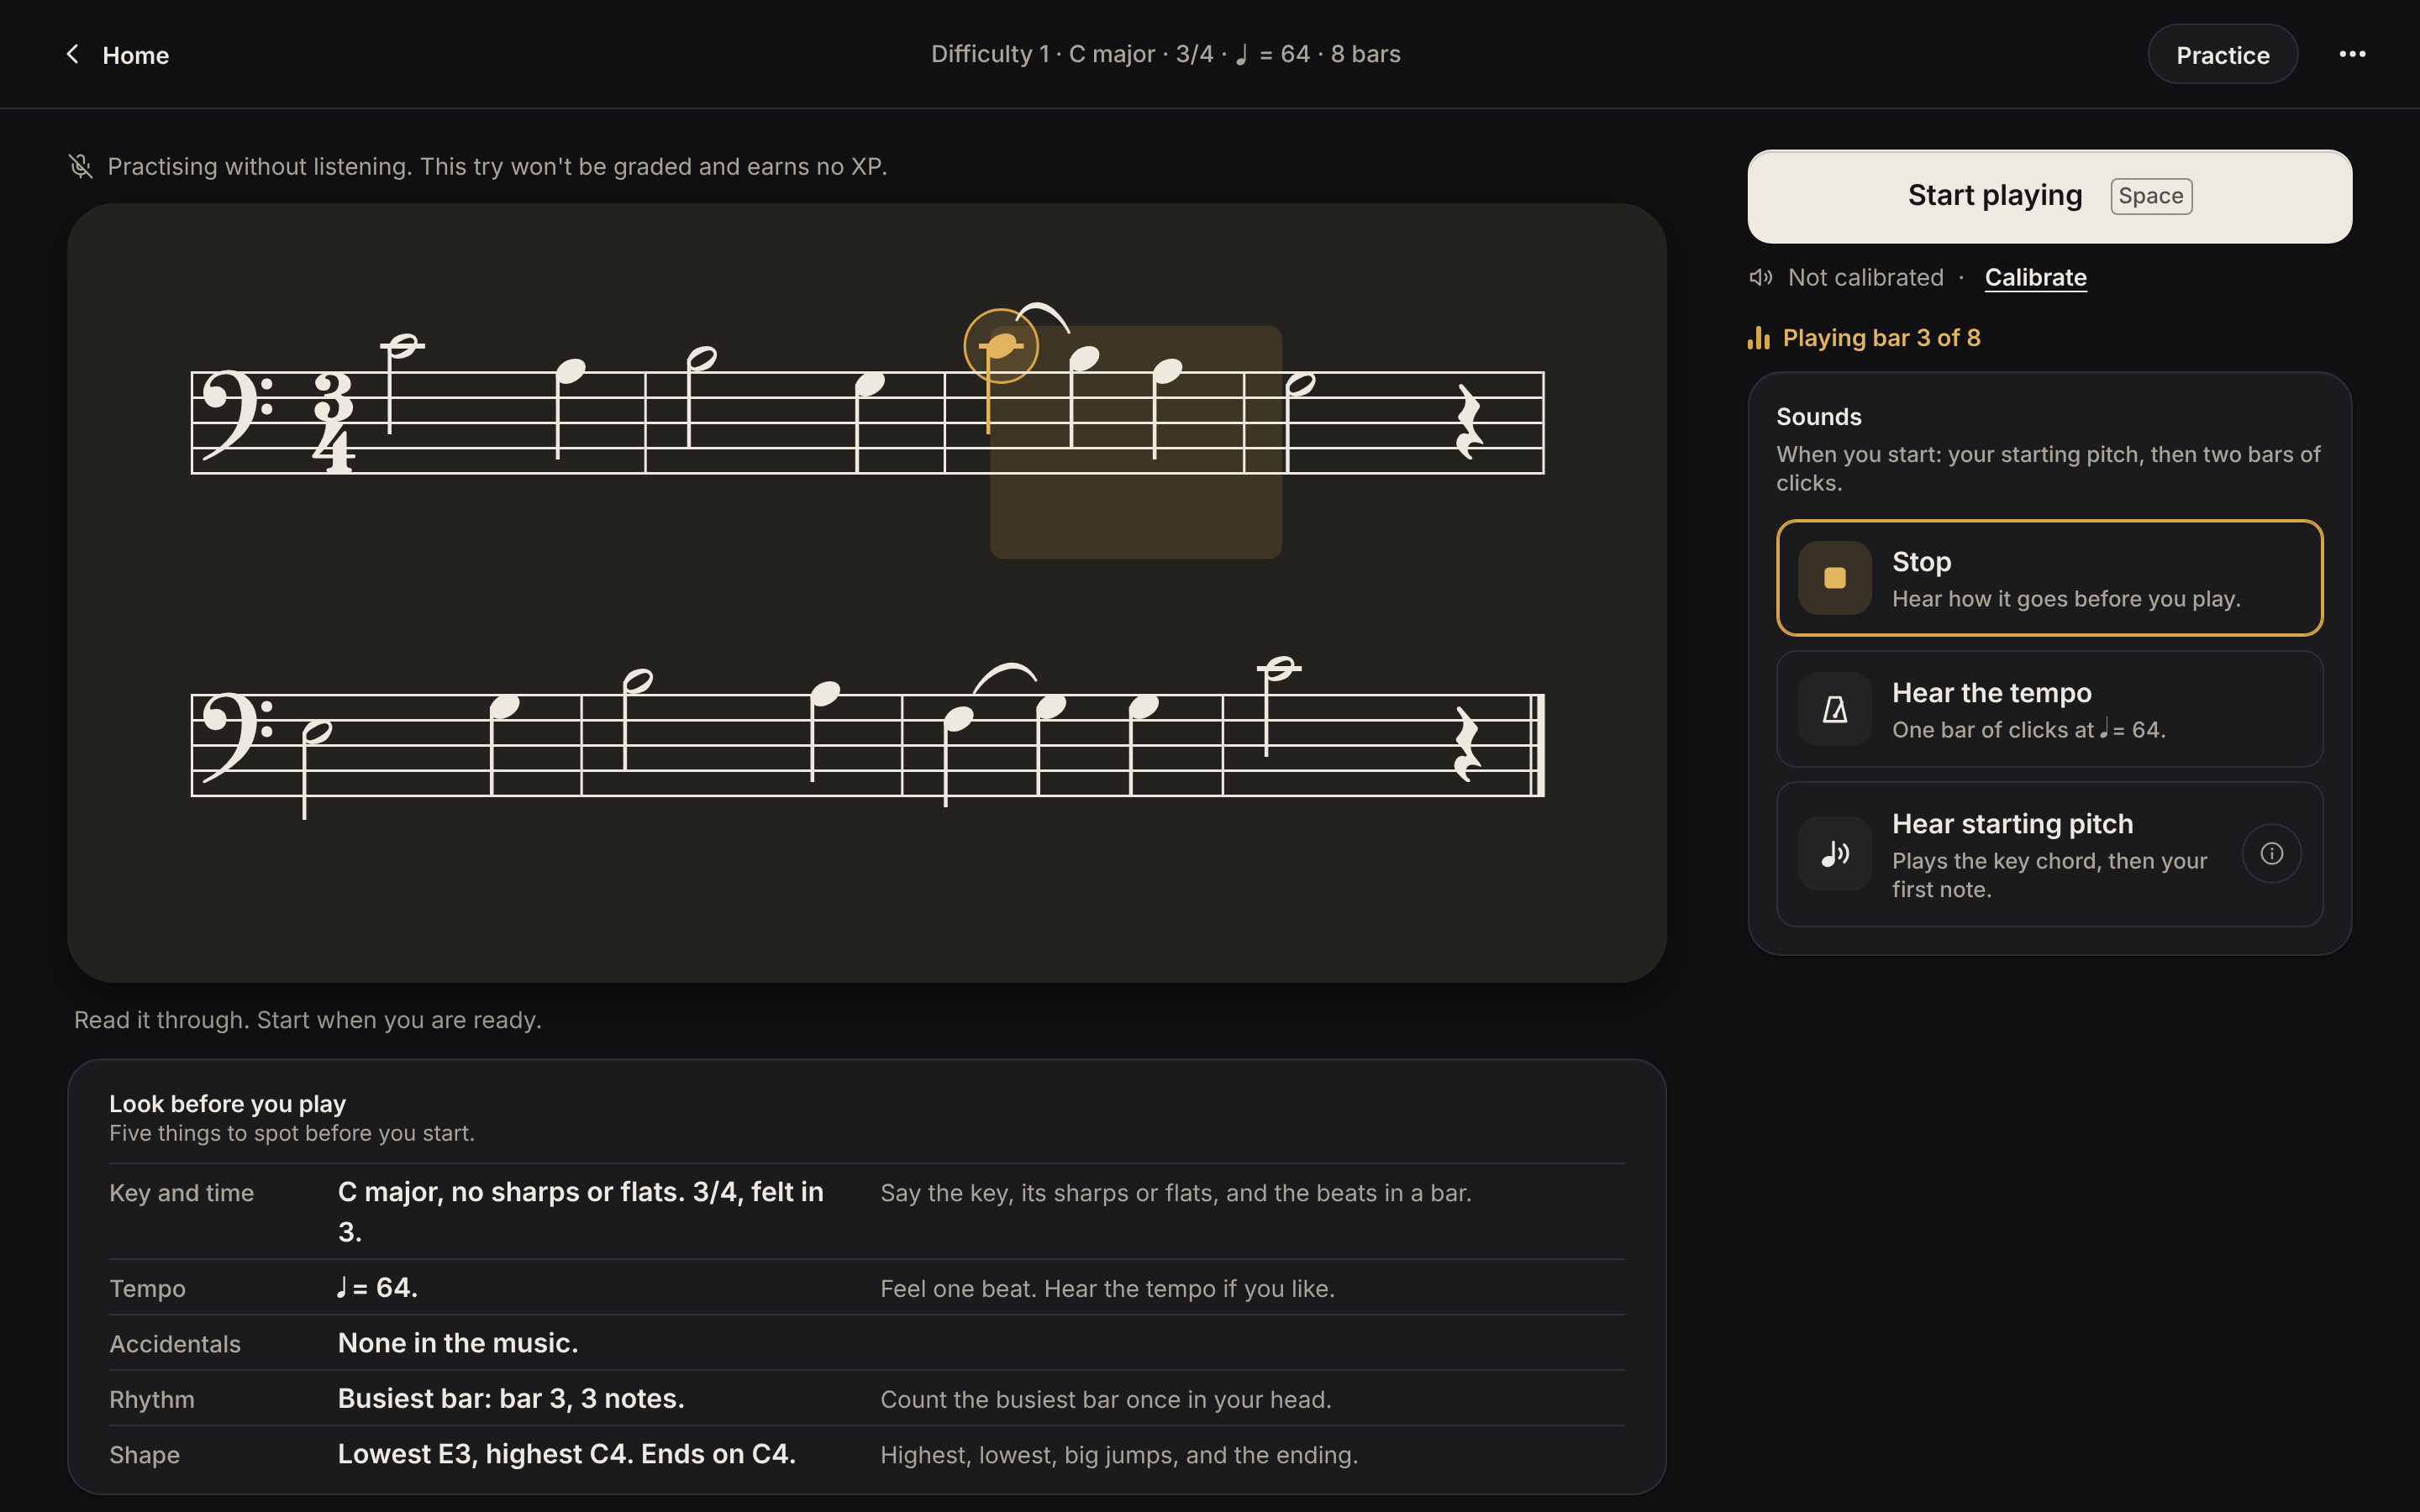 Home
Difficulty 1 · C major · 3/4 · ♩ = 64 · 8 bars
Practice
Practising without listening. This try won't be graded and earns no XP.
Start playing Space
Not calibrated · Calibrate
Playing bar 3 of 8
3
4
Sounds
When you start: your starting pitch, then two bars of
clicks.
Stop
Hear how it goes before you play.
Hear the tempo
One bar of clicks at ♩ = 64.
Hear starting pitch
Plays the key chord, then your
first note.
Read it through. Start when you are ready.
Look before you play
Five things to spot before you start.
Key and time
C major, no sharps or flats. 3/4, felt in
3.
Say the key, its sharps or flats, and the beats in a bar.
Tempo
♩ = 64.
Feel one beat. Hear the tempo if you like.
Accidentals
None in the music.
Rhythm
Busiest bar: bar 3, 3 notes.
Count the busiest bar once in your head.
Shape
Lowest E3, highest C4. Ends on C4.
Highest, lowest, big jumps, and the ending.